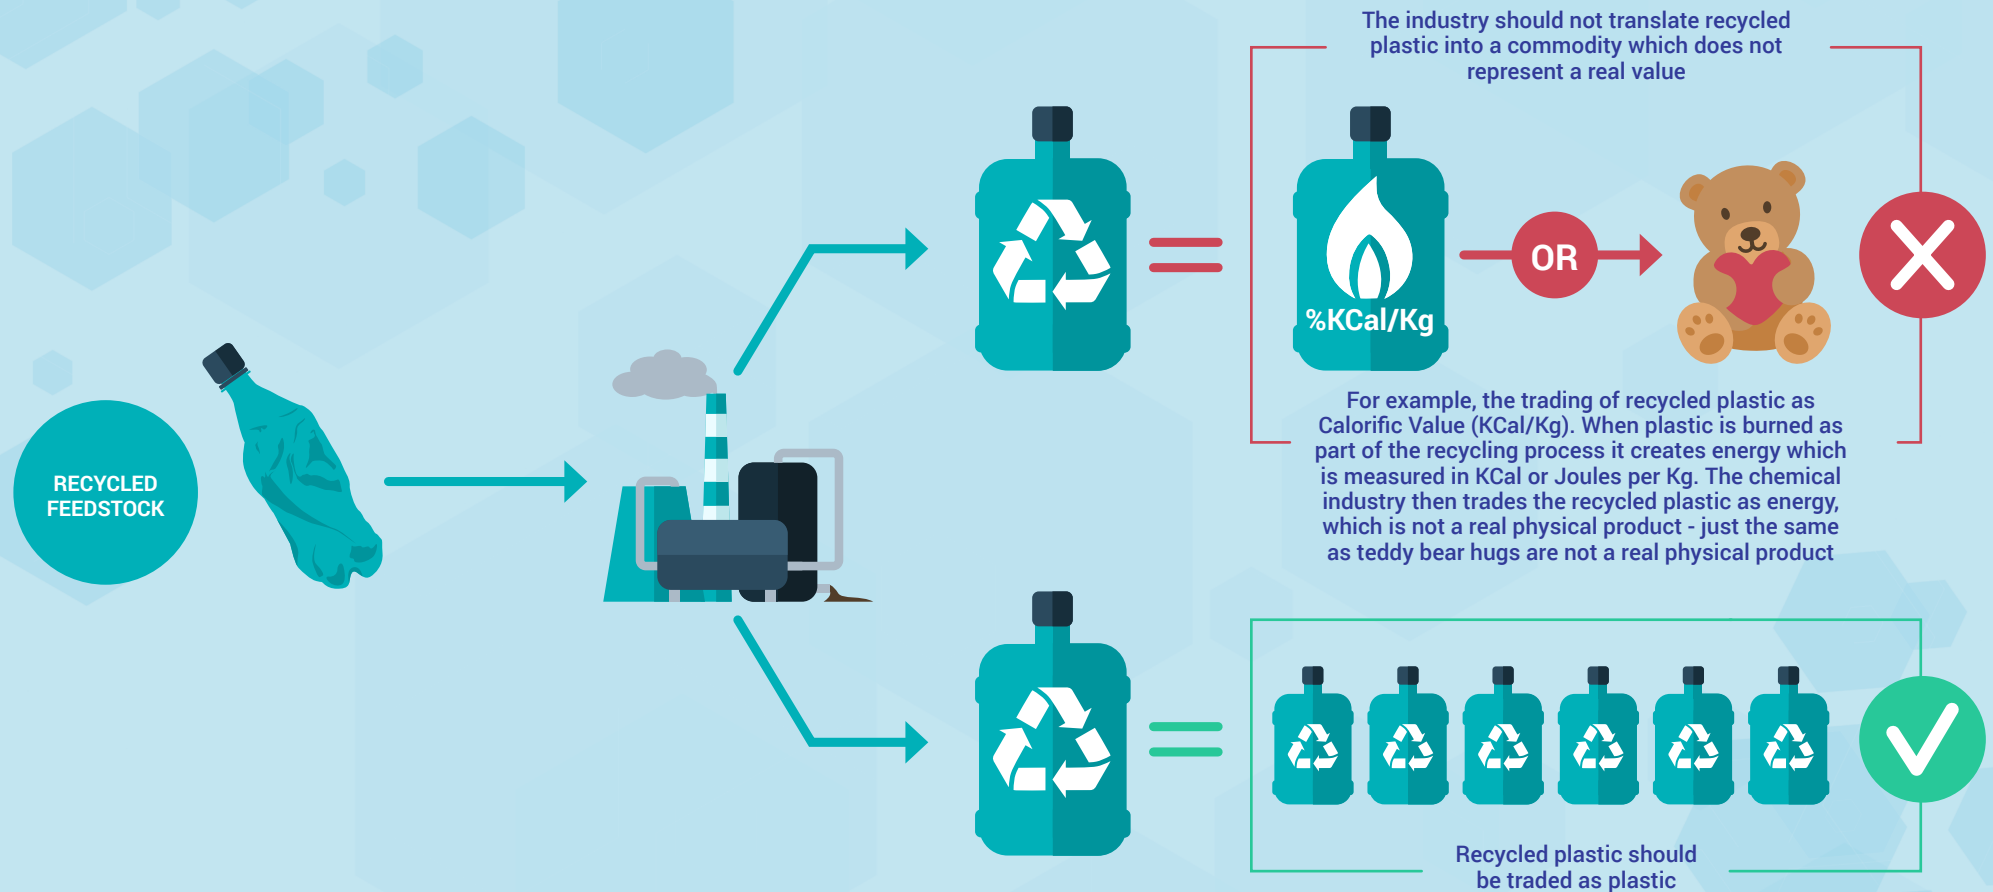 The industry should not translate recycled
plastic into a commodity which does not
represent a real value
OR
%KCal/Kg
For example, the trading of recycled plastic as
Calorific Value (KCal/Kg). When plastic is burned as
part of the recycling process it creates energy which
is measured in KCal or Joules per Kg. The chemical
industry then trades the recycled plastic as energy,
which is not a real physical product - just the same
as teddy bear hugs are not a real physical product
RECYCLED
FEEDSTOCK
Recycled plastic should
be traded as plastic